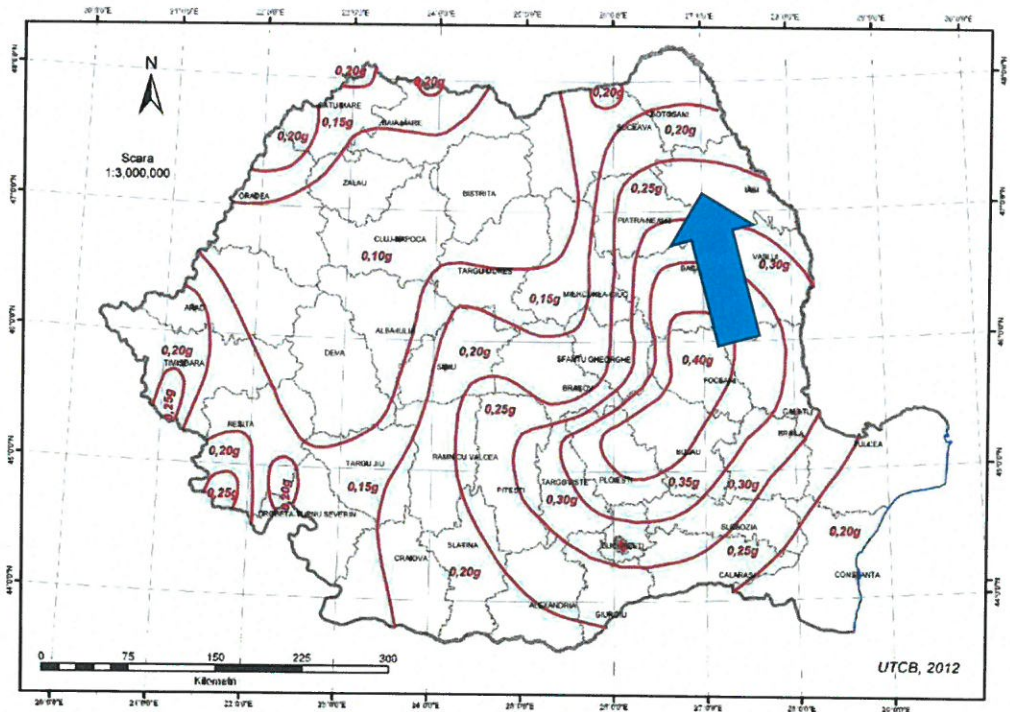 N
Scara
1:3,000,000
0,20g
0,20g
0,20g
SATU MARE
0,15g
BAIA MARE
0,20g
BOTOSANI
SUCEAVA
0,20g
ORADEA
ZALAU
BISTRITA
0,25g
IASI
PIATRA-NEAMT
CLUJ-NAPOCA
0,10g
TARGU-MURES
VASLUI
0,30g
0,15g
MIERCUREA-CIUC
ARAD
ALBA-IULIA
0,20g
TIMISOARA
DEVA
0,20g
SIBIU
SFANTU GHEORGHE
0,40g
BRASOV
FOCSANI
0,25g
0,25g
RESITA
GALATI
BRAILA
TULCEA
0,20g
TARGU JIU
RAMNICU VALCEA
BUZAU
0,25g
0,20g
0,15g
PITESTI
TARGOVISTE
PLOIESTI
0,35g
0,30g
0,30g
DROBETA-TURNU SEVERIN
SLOBOZIA
0,20g
CRAIOVA
SLATINA
BUCURESTI
0,25g
0,20g
CALARASI
CONSTANTA
ALEXANDRIA
GIURGIU
0 75 150 225 300
Kilometri
UTCB, 2012